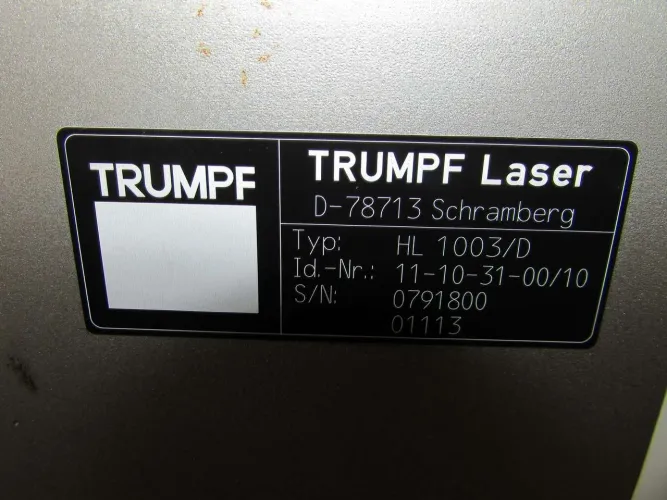 TRUMPF
TRUMPF Laser
D-78713 Schramberg
Typ: HL 1003/D
Id.-Nr.: 11-10-31-00/10
S/N: 0791800
01113